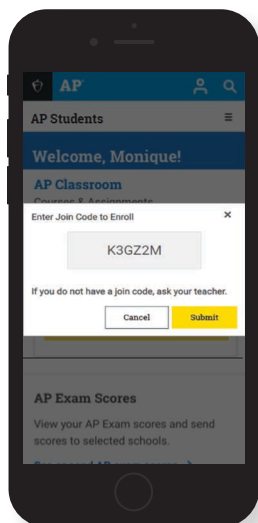 AP
AP Students
Welcome, Monique!
AP Classroom
Courses & Assignments
Enter Join Code to Enroll
K3GZ2M
If you do not have a join code, ask your teacher.
Cancel
Submit
AP Exam Scores
View your AP Exam scores and send
scores to selected schools.